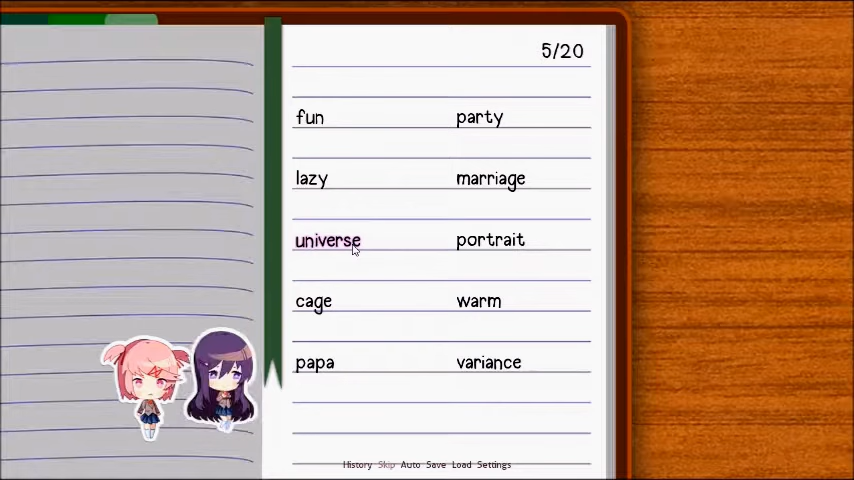 5/20
fun party
lazy marriage
universe portrait
cage warm
papa variance
History Skip Auto Save Load Settings